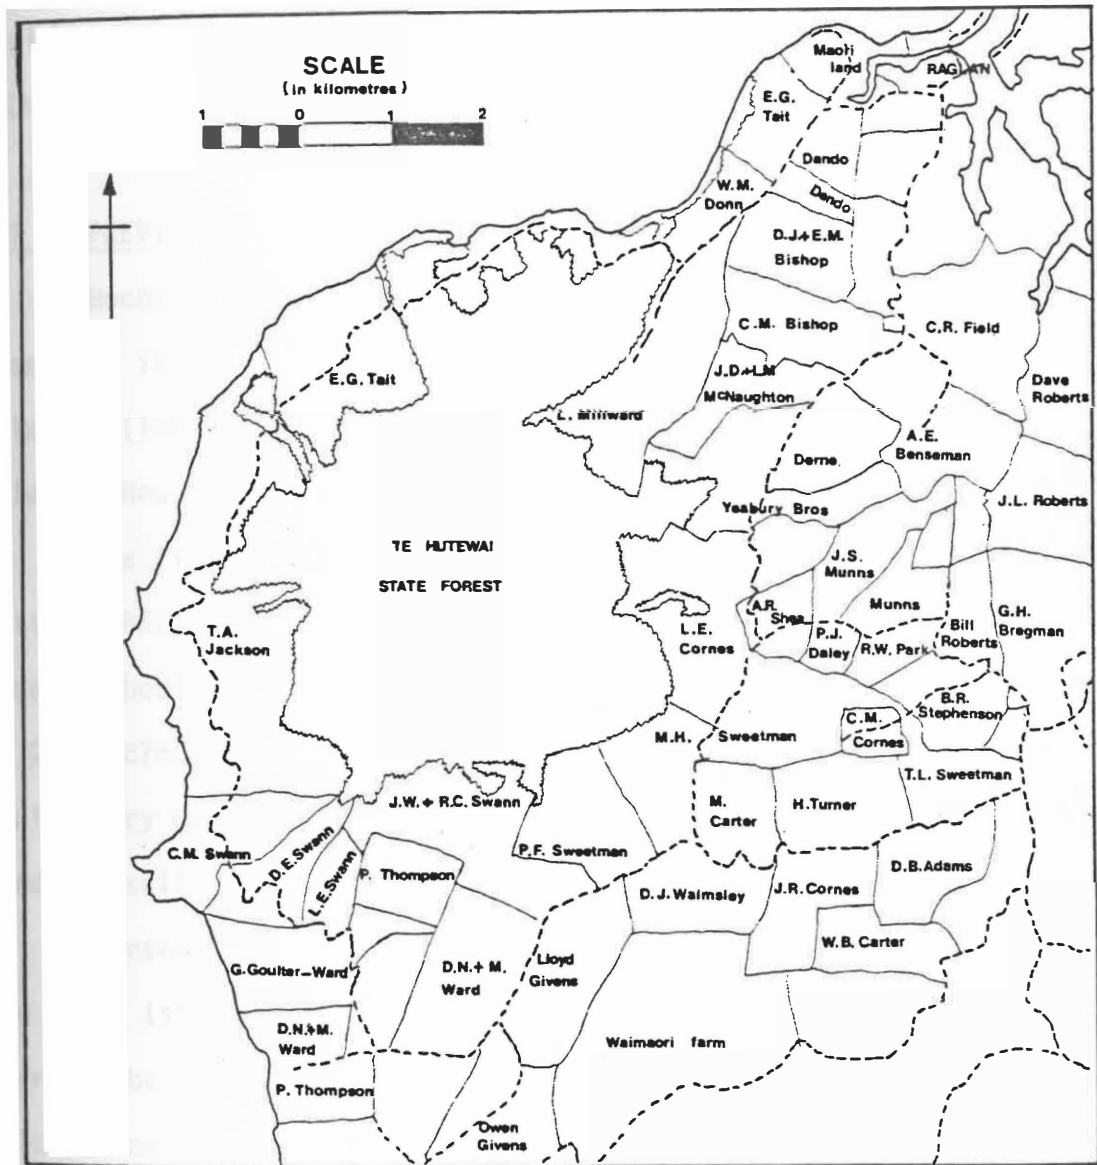 SCALE
(in kilometres)
1 0 1 2
Maori
land
RAGLAN
E.G.
Tait
Dando
Dando
W.M.
Donn
D.J.+E.M.
Bishop
C.M. Bishop
C.R. Field
E.G. Tait
J.D.+L.M
McNaughton
Dave
Roberts
L. Millward
A.E.
Benseman
Derne
Yeabury Bros
J.L. Roberts
TE HUTEWAI
STATE FOREST
J.S.
Munns
Munns
A.R.
Shea
P.J.
Daley
R.W. Park
Bill
Roberts
G.H.
Bregman
T.A.
Jackson
L.E.
Cornes
B.R.
Stephenson
C.M.
Cornes
M.H. Sweetman
T.L. Sweetman
J.W. + R.C. Swann
M.
Carter
H. Turner
C.M. Swann
D.E. Swann
L.E. Swann
P. Thompson
P.F. Sweetman
D.B. Adams
D.J. Walmsley
J.R. Cornes
W.B. Carter
G. Goulter-Ward
D.N.+ M.
Ward
Lloyd
Givens
D.N.+M.
Ward
Waimaori farm
P. Thompson
Owen
Givens